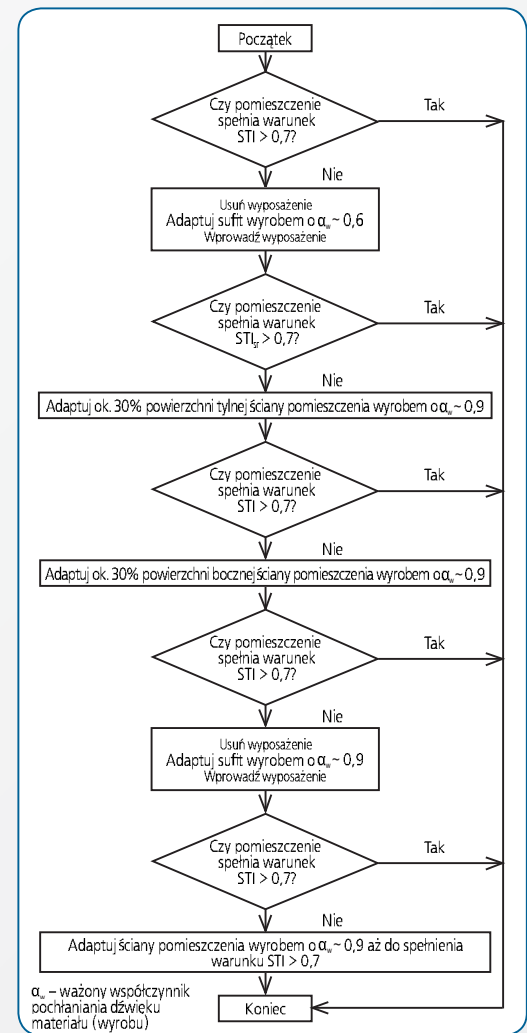 Początek
Czy pomieszczenie
spełnia warunek
STI > 0,7?
Tak
Nie
Usuń wyposażenie
Adaptuj sufit wyrobem o αw ~ 0,6
Wprowadź wyposażenie
Czy pomieszczenie
spełnia warunek
STIśr > 0,7?
Tak
Nie
Adaptuj ok. 30% powierzchni tylnej ściany pomieszczenia wyrobem o αw ~ 0,9
Czy pomieszczenie
spełnia warunek
STI > 0,7?
Tak
Nie
Adaptuj ok. 30% powierzchni bocznej ściany pomieszczenia wyrobem o αw ~ 0,9
Czy pomieszczenie
spełnia warunek
STI > 0,7?
Tak
Nie
Usuń wyposażenie
Adaptuj sufit wyrobem o αw ~ 0,9
Wprowadź wyposażenie
Czy pomieszczenie
spełnia warunek
STI > 0,7?
Tak
Nie
Adaptuj ściany pomieszczenia wyrobem o αw ~ 0,9 aż do spełnienia
warunku STI > 0,7
αw – ważony współczynnik
pochłaniania dźwięku
materiału (wyrobu)
Koniec